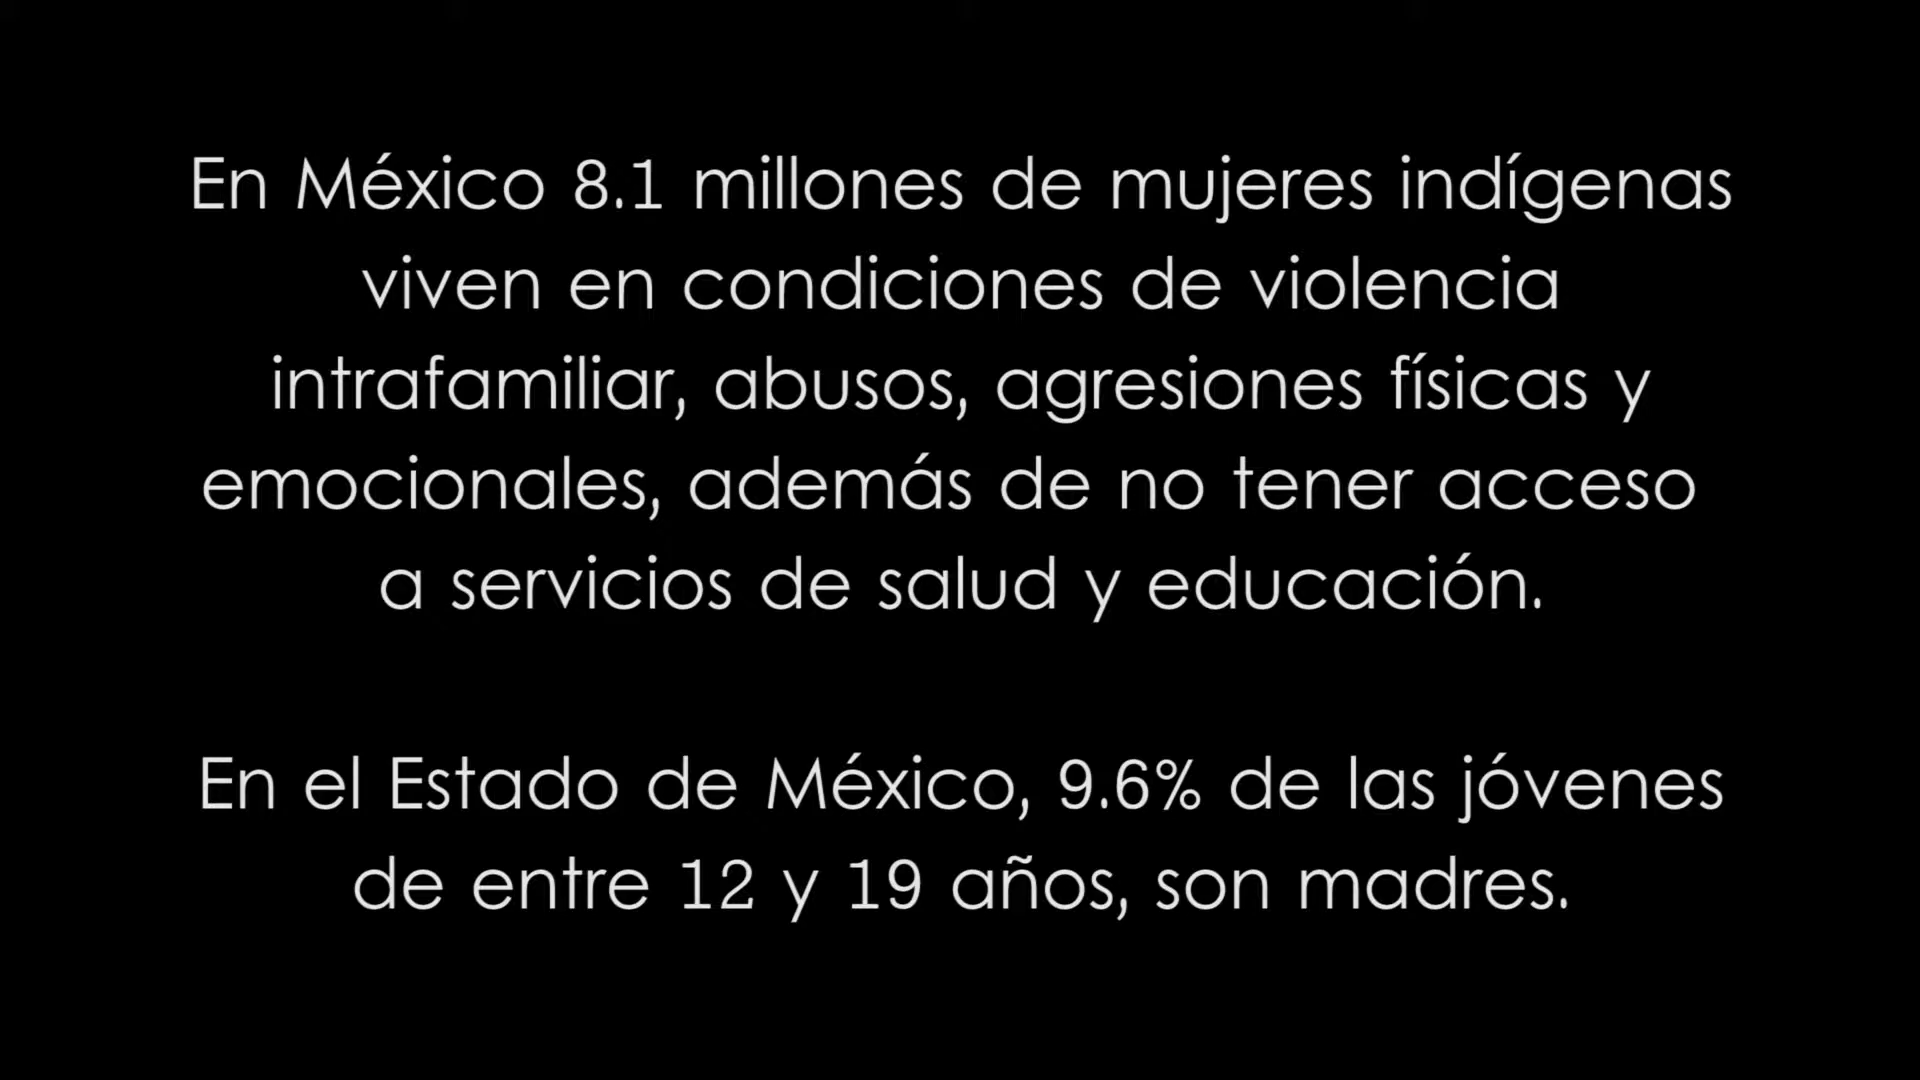 En México 8.1 millones de mujeres indígenas
viven en condiciones de violencia
intrafamiliar, abusos, agresiones físicas y
emocionales, además de no tener acceso
a servicios de salud y educación.
En el Estado de México, 9.6% de las jóvenes
de entre 12 y 19 años, son madres.